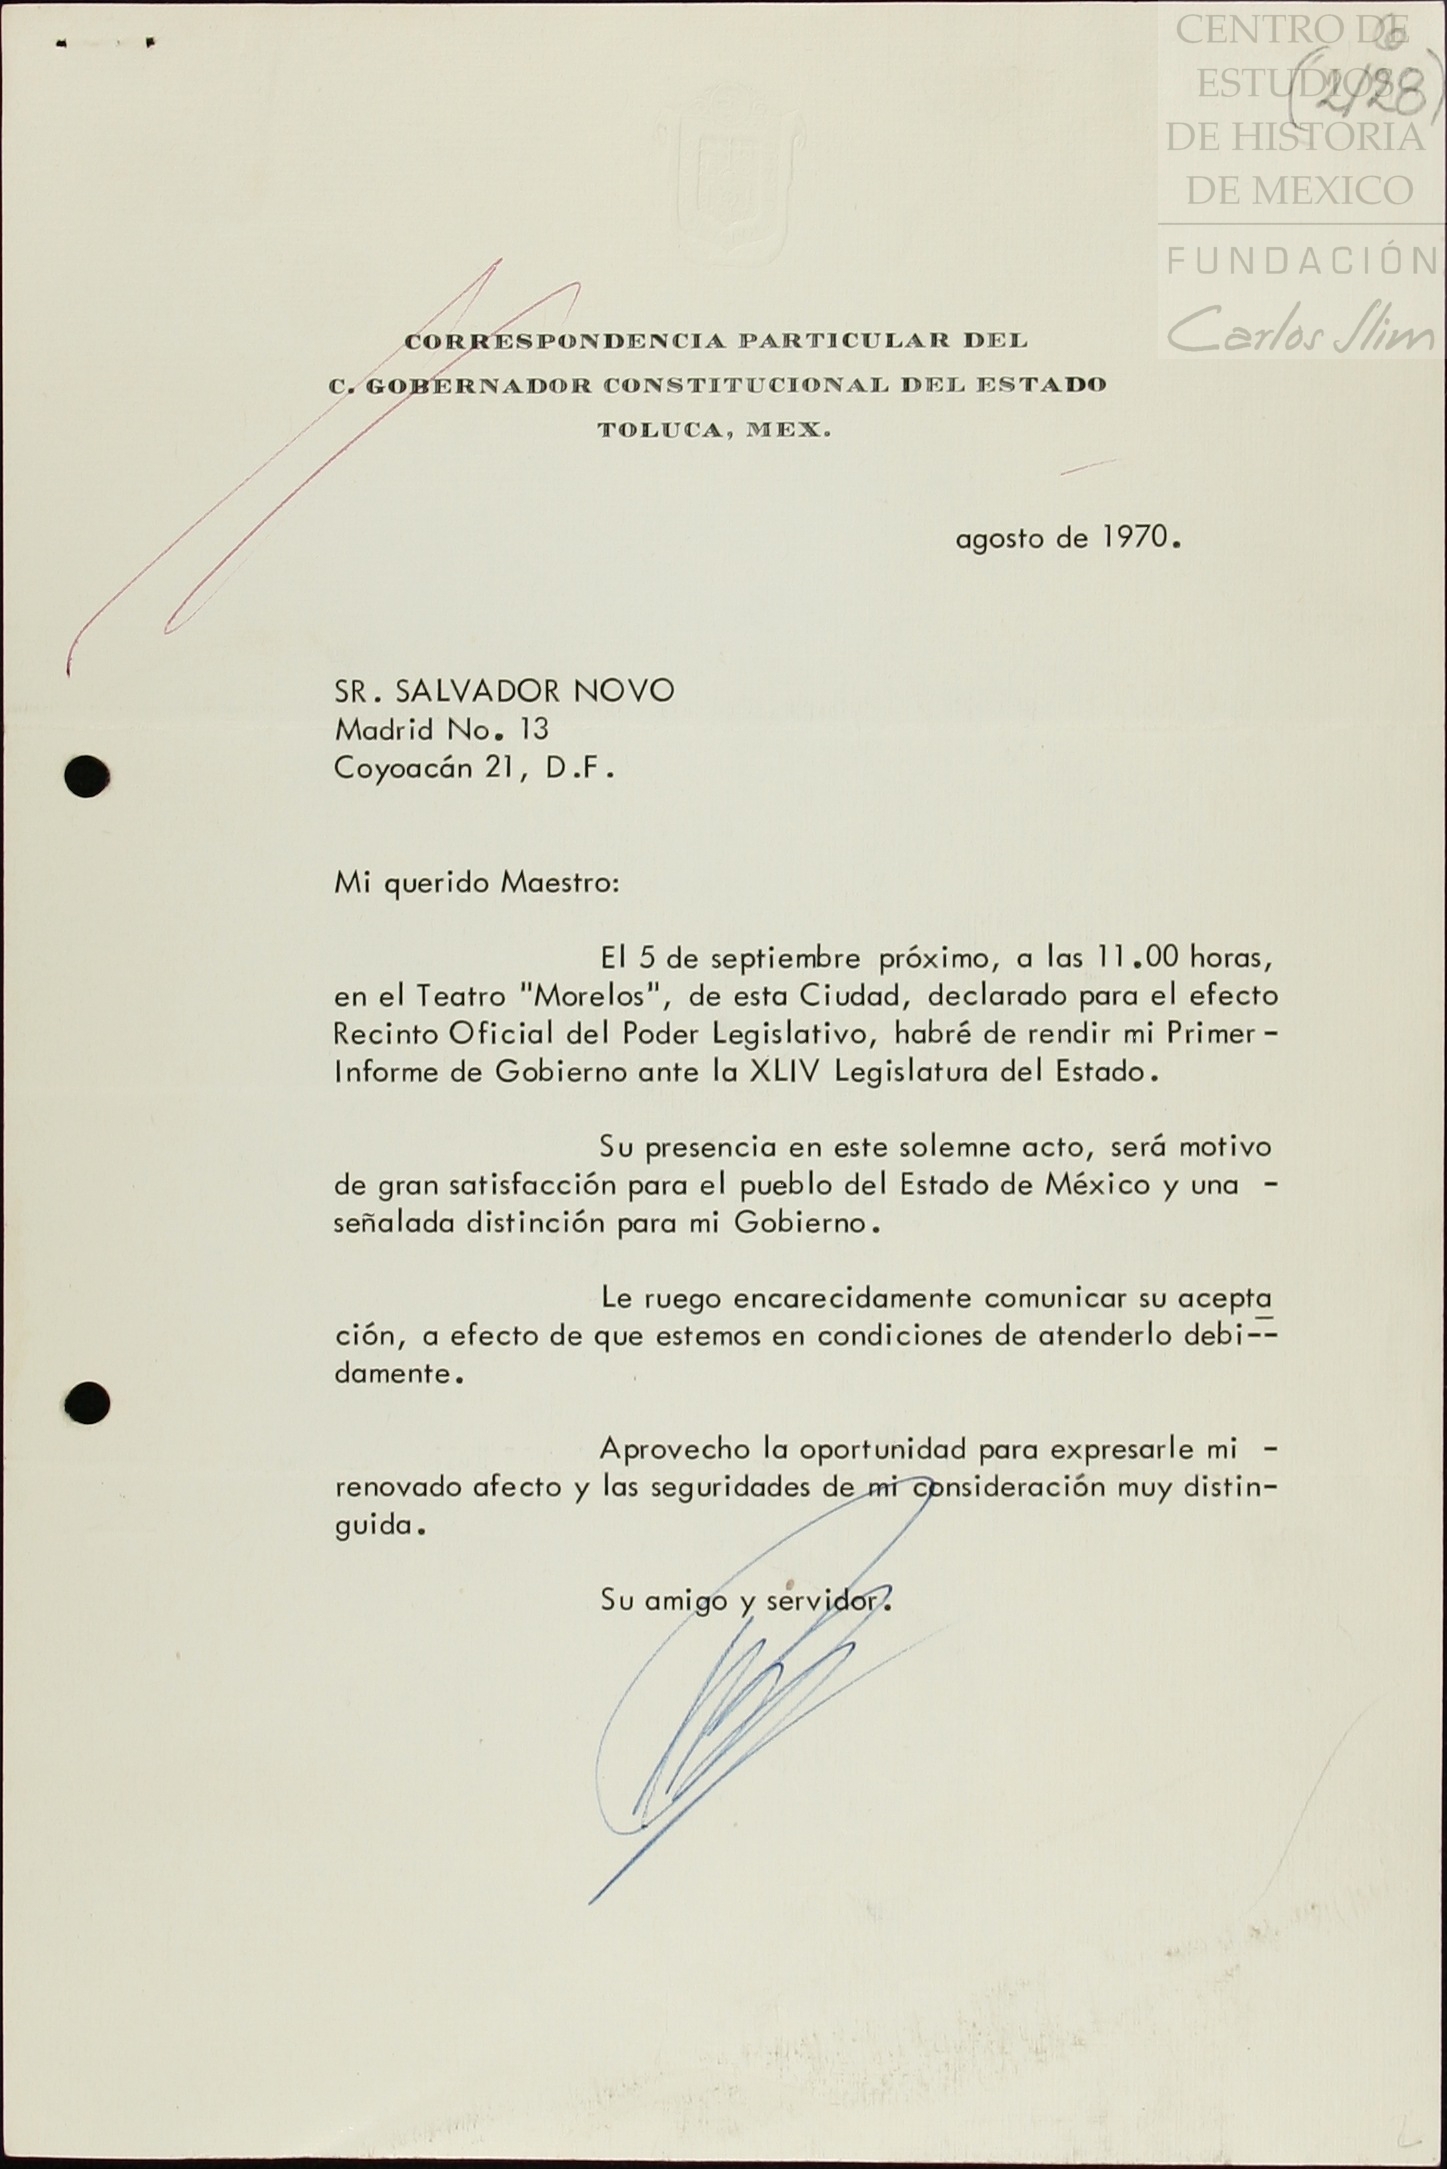 CENTRO DE
ESTUDIOS
DE HISTORIA
DE MEXICO
FUNDACIÓN
Carlos Slim
(2/28)
CORRESPONDENCIA PARTICULAR DEL
C. GOBERNADOR CONSTITUCIONAL DEL ESTADO
TOLUCA, MEX.
agosto de 1970.
SR. SALVADOR NOVO
Madrid No. 13
Coyoacán 21, D.F.
Mi querido Maestro:
El 5 de septiembre próximo, a las 11.00 horas,
en el Teatro "Morelos", de esta Ciudad, declarado para el efecto
Recinto Oficial del Poder Legislativo, habré de rendir mi Primer -
Informe de Gobierno ante la XLIV Legislatura del Estado.
Su presencia en este solemne acto, será motivo
de gran satisfacción para el pueblo del Estado de México y una -
señalada distinción para mi Gobierno.
Le ruego encarecidamente comunicar su acepta
ción, a efecto de que estemos en condiciones de atenderlo debi--
damente.
Aprovecho la oportunidad para expresarle mi -
renovado afecto y las seguridades de mi consideración muy distin-
guida.
Su amigo y servidor.